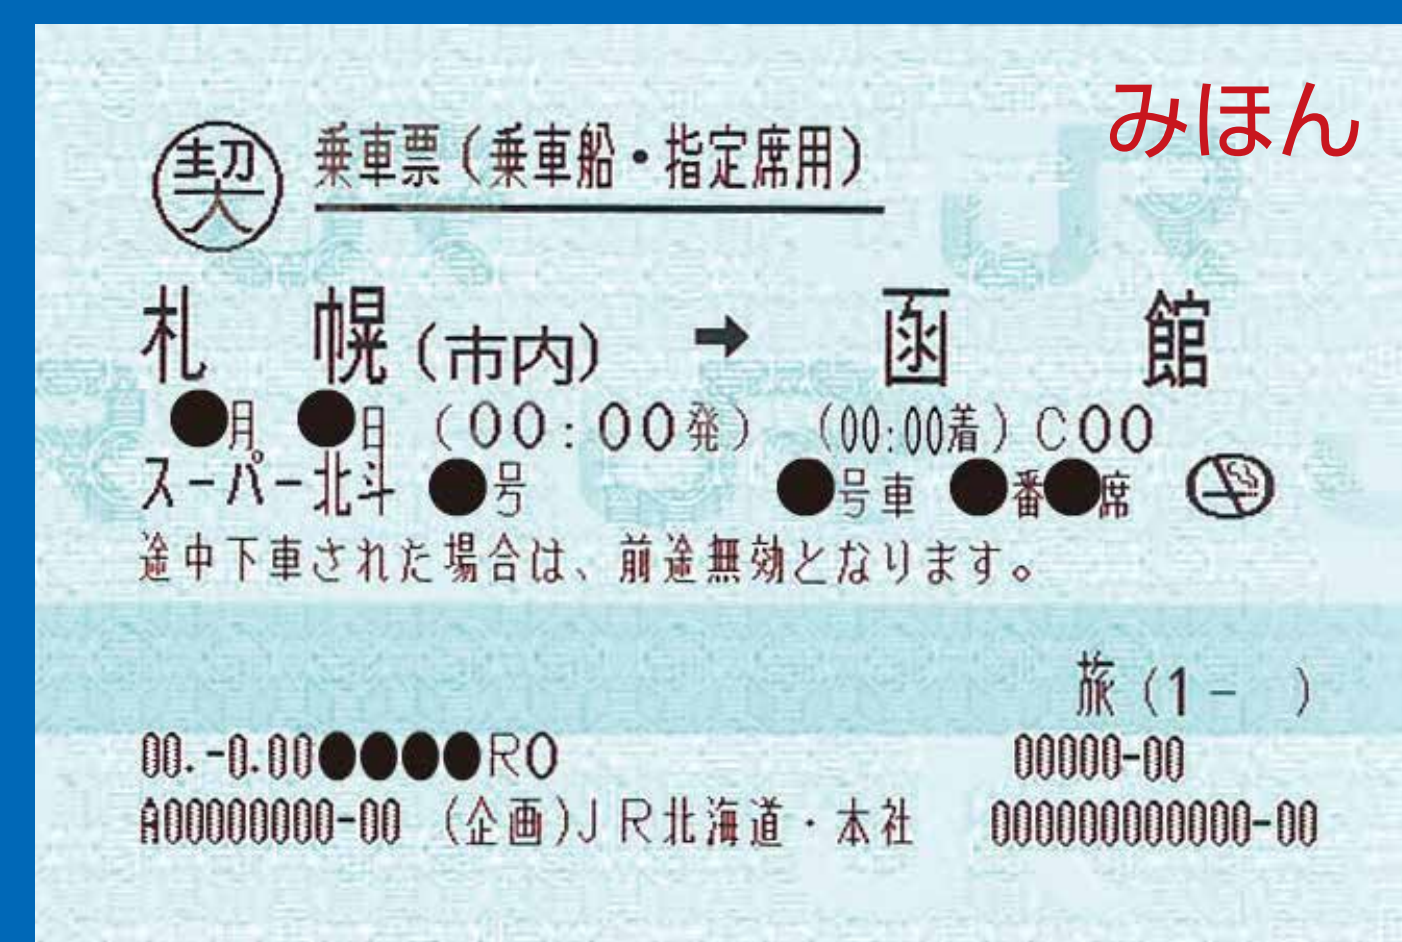 みほん
契 乗車票(乗車船・指定席用)
札幌(市内) ➡ 函館
●月 ●日 (00:00発) (00:00着) C00
スーパー北斗 ●号 ●号車 ●番●席
途中下車された場合は、前途無効となります。
旅(1- )
00.-0.00●●●●R0 00000-00
A00000000-00 (企画)JR北海道・本社 000000000000-00